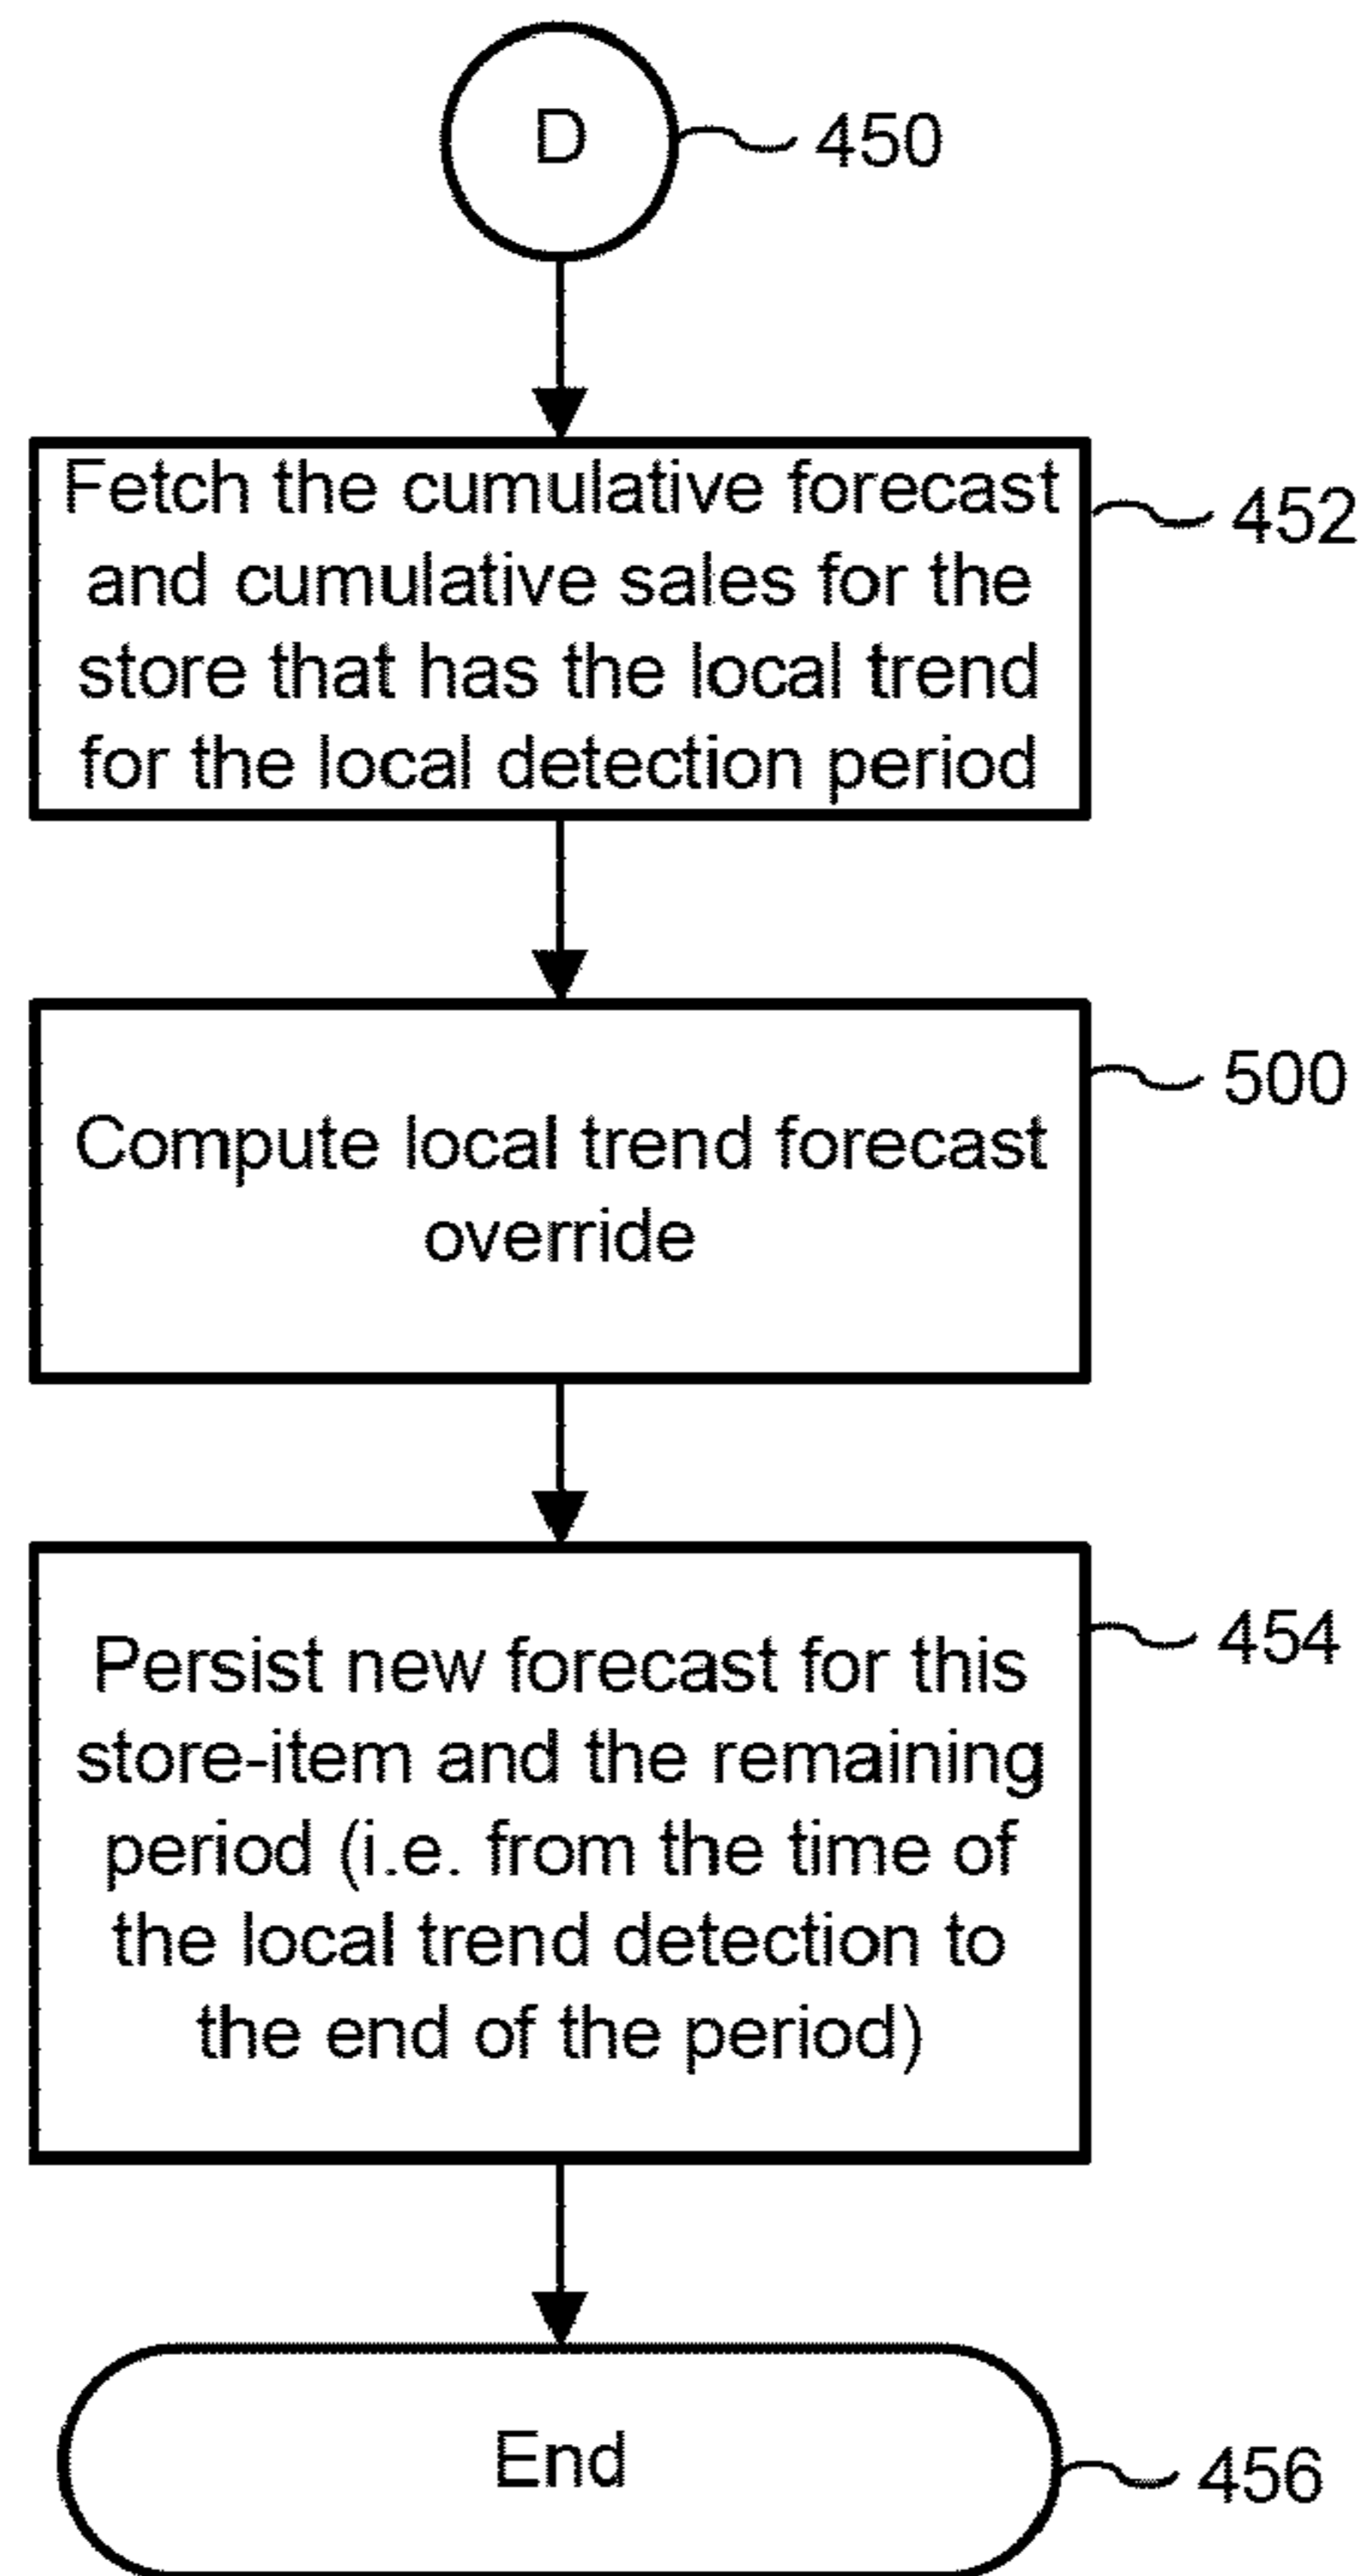 D
450
Fetch the cumulative forecast
and cumulative sales for the
store that has the local trend
for the local detection period
452
Compute local trend forecast
override
500
Persist new forecast for this
store-item and the remaining
period (i.e. from the time of
the local trend detection to
the end of the period)
454
End
456